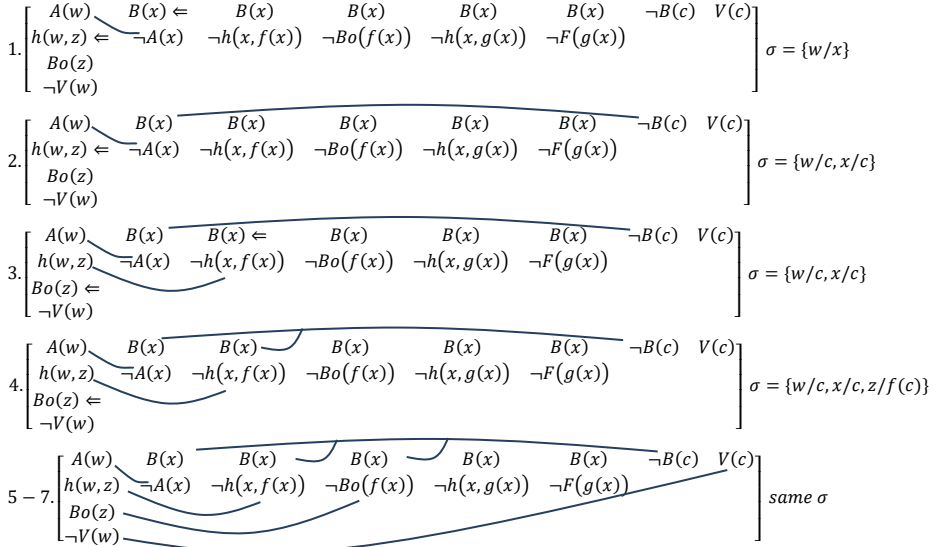 A(w) B(x) ⇐ B(x) B(x) B(x) B(x) ¬B(c) V(c)
1. h(w, z) ⇐ ¬A(x) ¬h(x, f(x)) ¬Bo(f(x)) ¬h(x, g(x)) ¬F(g(x)) σ = {w/x}
Bo(z)
¬V(w)
A(w) B(x) B(x) B(x) B(x) B(x) ¬B(c) V(c)
2. h(w, z) ⇐ ¬A(x) ¬h(x, f(x)) ¬Bo(f(x)) ¬h(x, g(x)) ¬F(g(x)) σ = {w/c, x/c}
Bo(z)
¬V(w)
A(w) B(x) B(x) ⇐ B(x) B(x) B(x) ¬B(c) V(c)
3. h(w, z) ¬A(x) ¬h(x, f(x)) ¬Bo(f(x)) ¬h(x, g(x)) ¬F(g(x)) σ = {w/c, x/c}
Bo(z) ⇐
¬V(w)
A(w) B(x) B(x) B(x) B(x) B(x) ¬B(c) V(c)
4. h(w, z) ¬A(x) ¬h(x, f(x)) ¬Bo(f(x)) ¬h(x, g(x)) ¬F(g(x)) σ = {w/c, x/c, z/f(c)}
Bo(z) ⇐
¬V(w)
A(w) B(x) B(x) B(x) B(x) B(x) ¬B(c) V(c)
5 − 7. h(w, z) ¬A(x) ¬h(x, f(x)) ¬Bo(f(x)) ¬h(x, g(x)) ¬F(g(x)) same σ
Bo(z)
¬V(w)